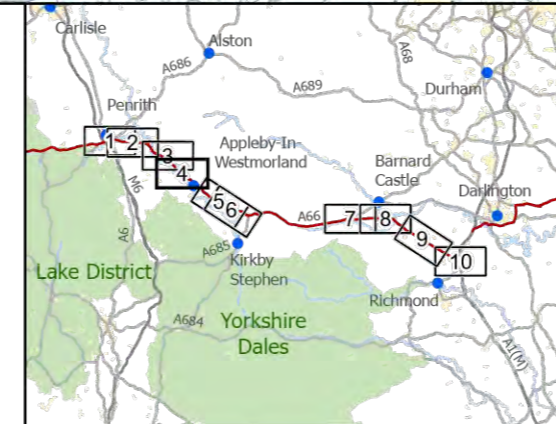 Carlisle
Alston
A686
A689
A68
Durham
Penrith
1
2
3
4
5
6
7
8
9
10
Appleby-In-
Westmorland
Barnard
Castle
Darlington
M6
A6
A66
A685
Kirkby
Stephen
Lake District
Richmond
A684
Yorkshire
Dales
A1(M)